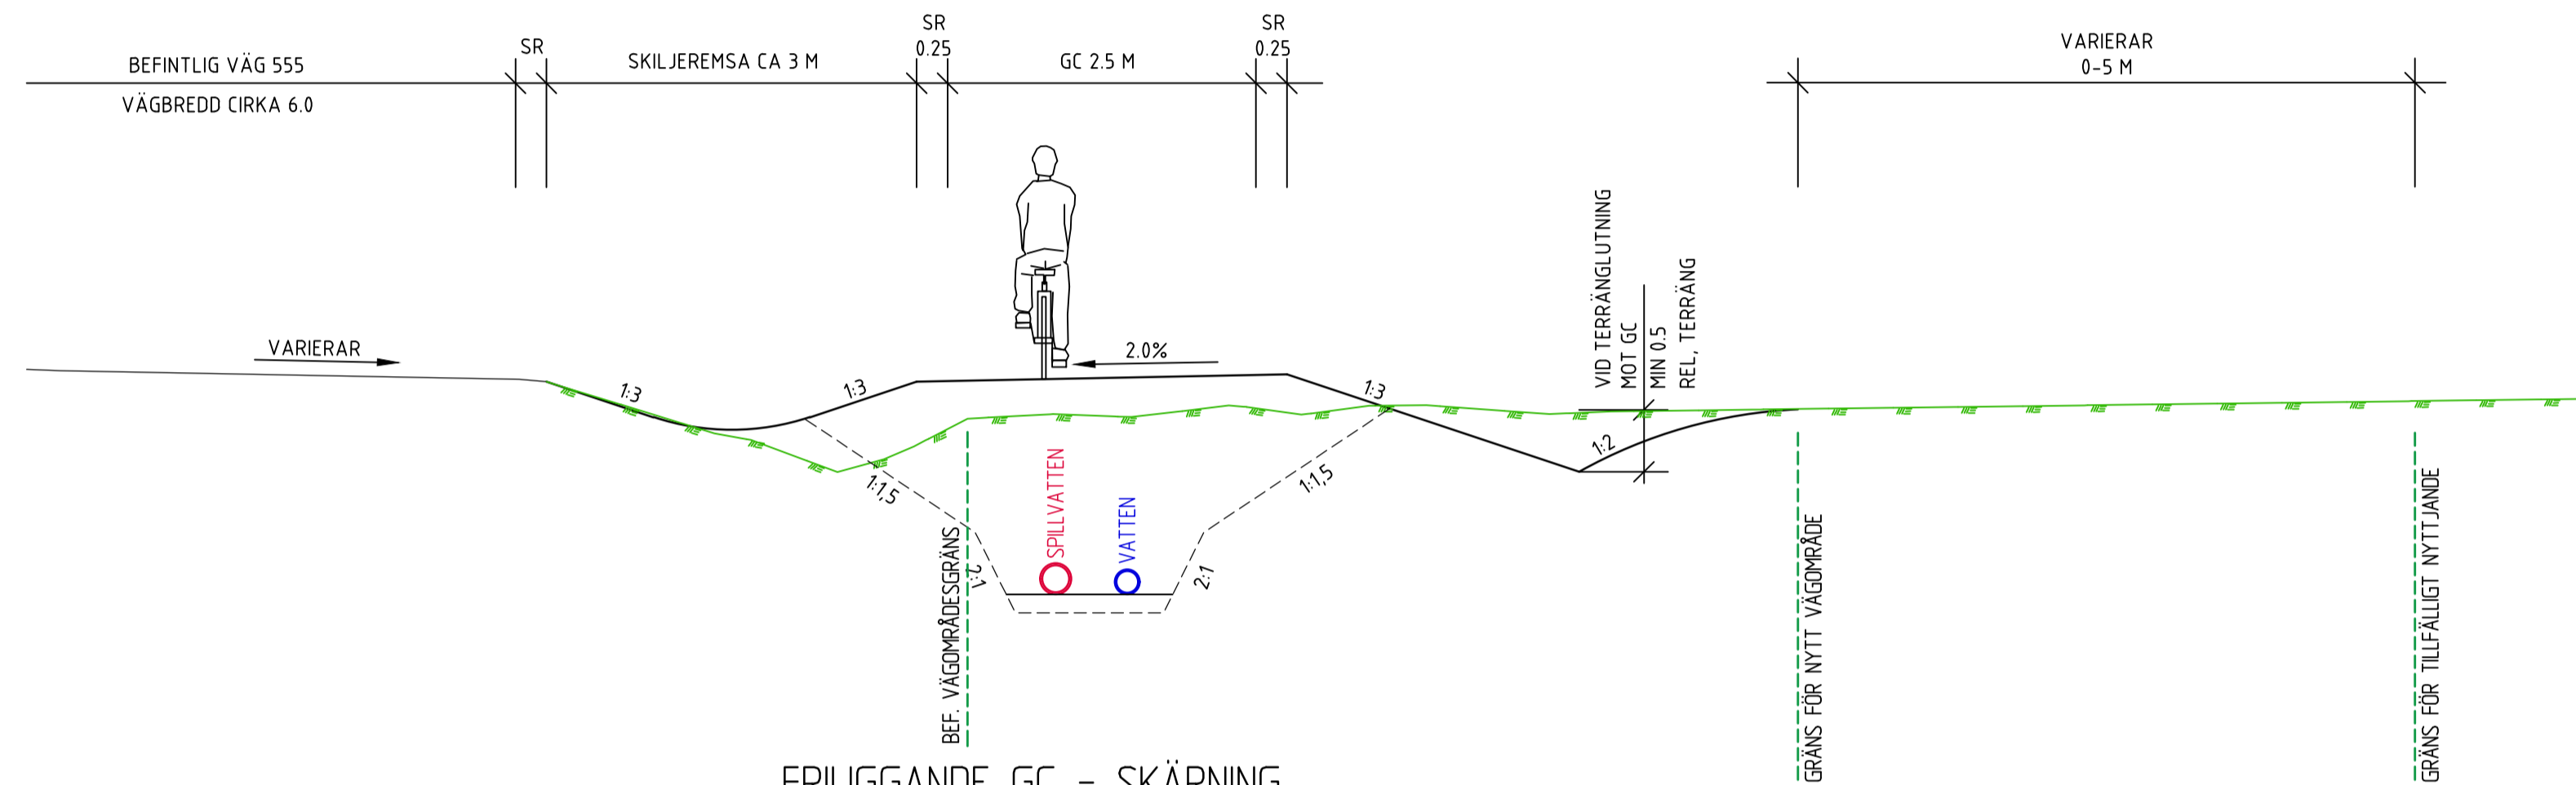 BEFINTLIG VÄG 555
VÄGBREDD CIRKA 6.0
SR
SKILJEREMSA CA 3 M
SR
0.25
GC 2.5 M
SR
0.25
VARIERAR
0-5 M
VARIERAR
2.0%
1:3
1:3
1:3
1:2
1:1,5
1:1,5
2:1
2:1
VID TERRÄNGLUTNING
MOT GC
MIN 0.5
REL, TERRÄNG
SPILLVATTEN
VATTEN
BEF. VÄGOMRÅDESGRÄNS
GRÄNS FÖR NYTT VÄGOMRÅDE
GRÄNS FÖR TILLFÄLLIGT NYTTJANDE
FRILIGGANDE GC - SKÄRNING